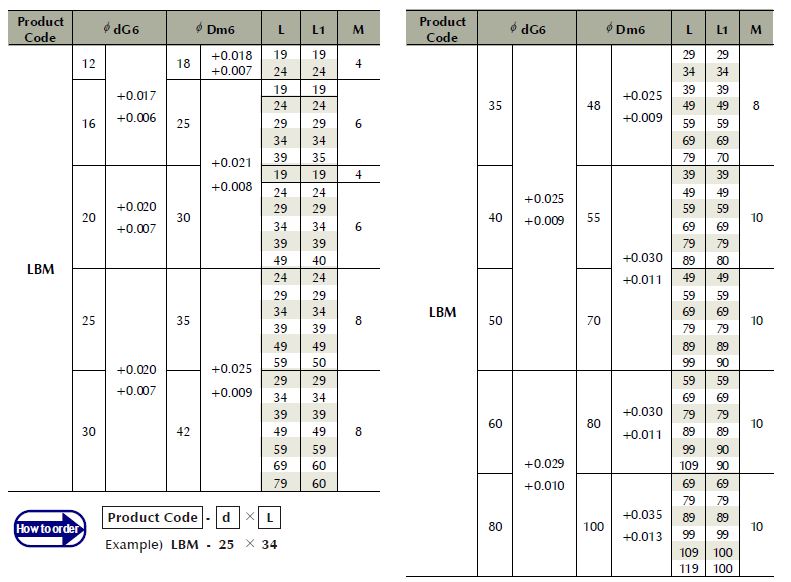 Product Code ϕ dG6 ϕ Dm6 L L1 M
12 18 +0.018 19 19 4
+0.007 24 24
19 19
+0.017 24 24
16 +0.006 25 29 29 6
34 34
+0.021 39 35
19 19 4
+0.008 24 24
+0.020 29 29
20 +0.007 30 34 34 6
39 39
49 40
LBM
24 24
29 29
34 34
25 35 39 39 8
49 49
+0.020 +0.025 59 50
+0.007 +0.009 29 29
34 34
39 39
30 42 49 49 8
59 59
69 60
79 60
How to order
Product Code - d × L
Example) LBM - 25 × 34
Product Code ϕ dG6 ϕ Dm6 L L1 M
29 29
34 34
+0.025 39 39
35 48 49 49 8
+0.009 59 59
69 69
79 70
39 39
+0.025 49 49
40 55 59 59 10
+0.009 69 69
79 79
+0.030 89 80
+0.011 49 49
59 59
LBM
50 70 69 69 10
79 79
89 89
99 90
59 59
69 69
+0.030 79 79
60 80 89 89 10
+0.011 99 90
+0.029 109 90
+0.010 69 69
79 79
+0.035 89 89
80 100 99 99 10
+0.013 109 100
119 100